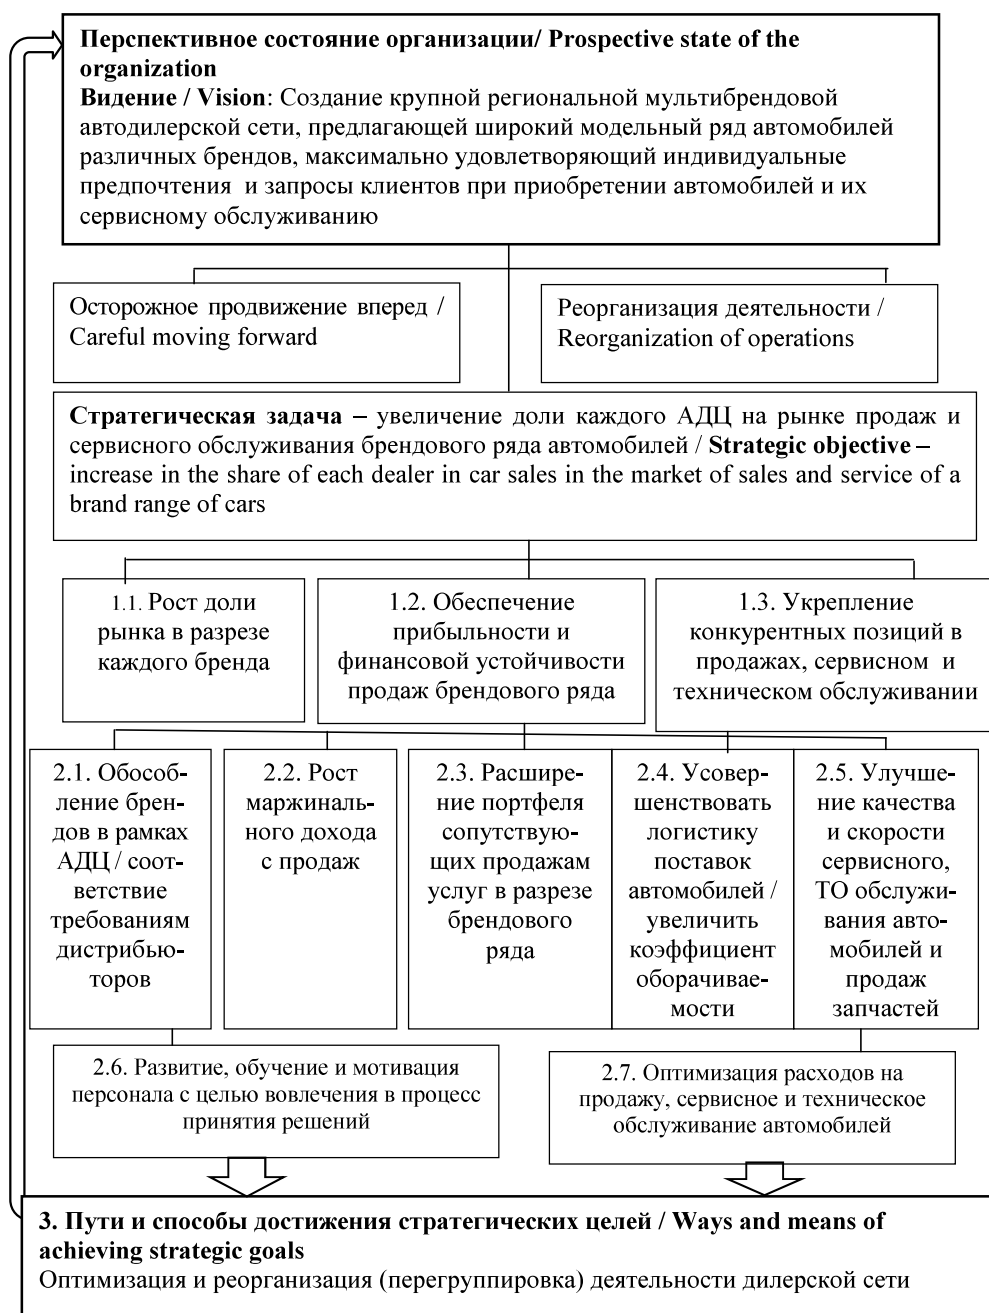 Перспективное состояние организации/ Prospective state of the
organization
Видение / Vision: Создание крупной региональной мультибрендовой
автодилерской сети, предлагающей широкий модельный ряд автомобилей
различных брендов, максимально удовлетворяющий индивидуальные
предпочтения и запросы клиентов при приобретении автомобилей и их
сервисному обслуживанию
Осторожное продвижение вперед /
Careful moving forward
Реорганизация деятельности /
Reorganization of operations
Стратегическая задача – увеличение доли каждого АДЦ на рынке продаж и
сервисного обслуживания брендового ряда автомобилей / Strategic objective –
increase in the share of each dealer in car sales in the market of sales and service of a
brand range of cars
1.1. Рост доли
рынка в разрезе
каждого бренда
1.2. Обеспечение
прибыльности и
финансовой устойчивости
продаж брендового ряда
1.3. Укрепление
конкурентных позиций в
продажах, сервисном и
техническом обслуживании
2.1. Обособ-
ление брен-
дов в рамках
АДЦ / соот-
ветствие
требованиям
дистрибью-
торов
2.2. Рост
маржиналь-
ного дохода
с продаж
2.3. Расшире-
ние портфеля
сопутствую-
щих продажам
услуг в разрезе
брендового
ряда
2.4. Усовер-
шенствовать
логистику
поставок
автомобилей /
увеличить
коэффициент
оборачивае-
мости
2.5. Улучше-
ние качества
и скорости
сервисного,
ТО обслужи-
вания авто-
мобилей и
продаж
запчастей
2.6. Развитие, обучение и мотивация
персонала с целью вовлечения в процесс
принятия решений
2.7. Оптимизация расходов на
продажу, сервисное и техническое
обслуживание автомобилей
3. Пути и способы достижения стратегических целей / Ways and means of
achieving strategic goals
Оптимизация и реорганизация (перегруппировка) деятельности дилерской сети